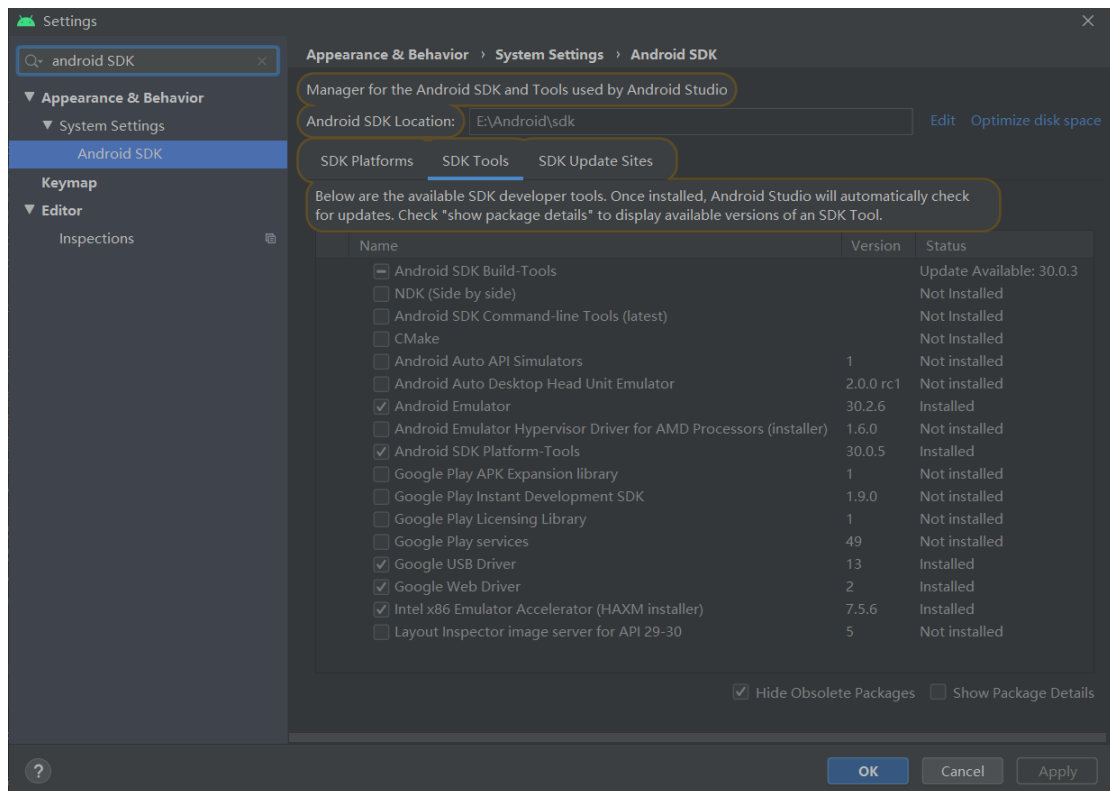 Settings
android SDK
Appearance & Behavior
System Settings
Android SDK
Keymap
Editor
Inspections
Appearance & Behavior › System Settings › Android SDK
Manager for the Android SDK and Tools used by Android Studio
Android SDK Location: E:\Android\sdk Edit Optimize disk space
SDK Platforms SDK Tools SDK Update Sites
Below are the available SDK developer tools. Once installed, Android Studio will automatically check
for updates. Check "show package details" to display available versions of an SDK Tool.
Name Version Status
Android SDK Build-Tools Update Available: 30.0.3
NDK (Side by side) Not Installed
Android SDK Command-line Tools (latest) Not Installed
CMake Not Installed
Android Auto API Simulators 1 Not installed
Android Auto Desktop Head Unit Emulator 2.0.0 rc1 Not installed
Android Emulator 30.2.6 Installed
Android Emulator Hypervisor Driver for AMD Processors (installer) 1.6.0 Not installed
Android SDK Platform-Tools 30.0.5 Installed
Google Play APK Expansion library 1 Not installed
Google Play Instant Development SDK 1.9.0 Not installed
Google Play Licensing Library 1 Not installed
Google Play services 49 Not installed
Google USB Driver 13 Installed
Google Web Driver 2 Installed
Intel x86 Emulator Accelerator (HAXM installer) 7.5.6 Installed
Layout Inspector image server for API 29-30 5 Not installed
Hide Obsolete Packages Show Package Details
? OK Cancel Apply